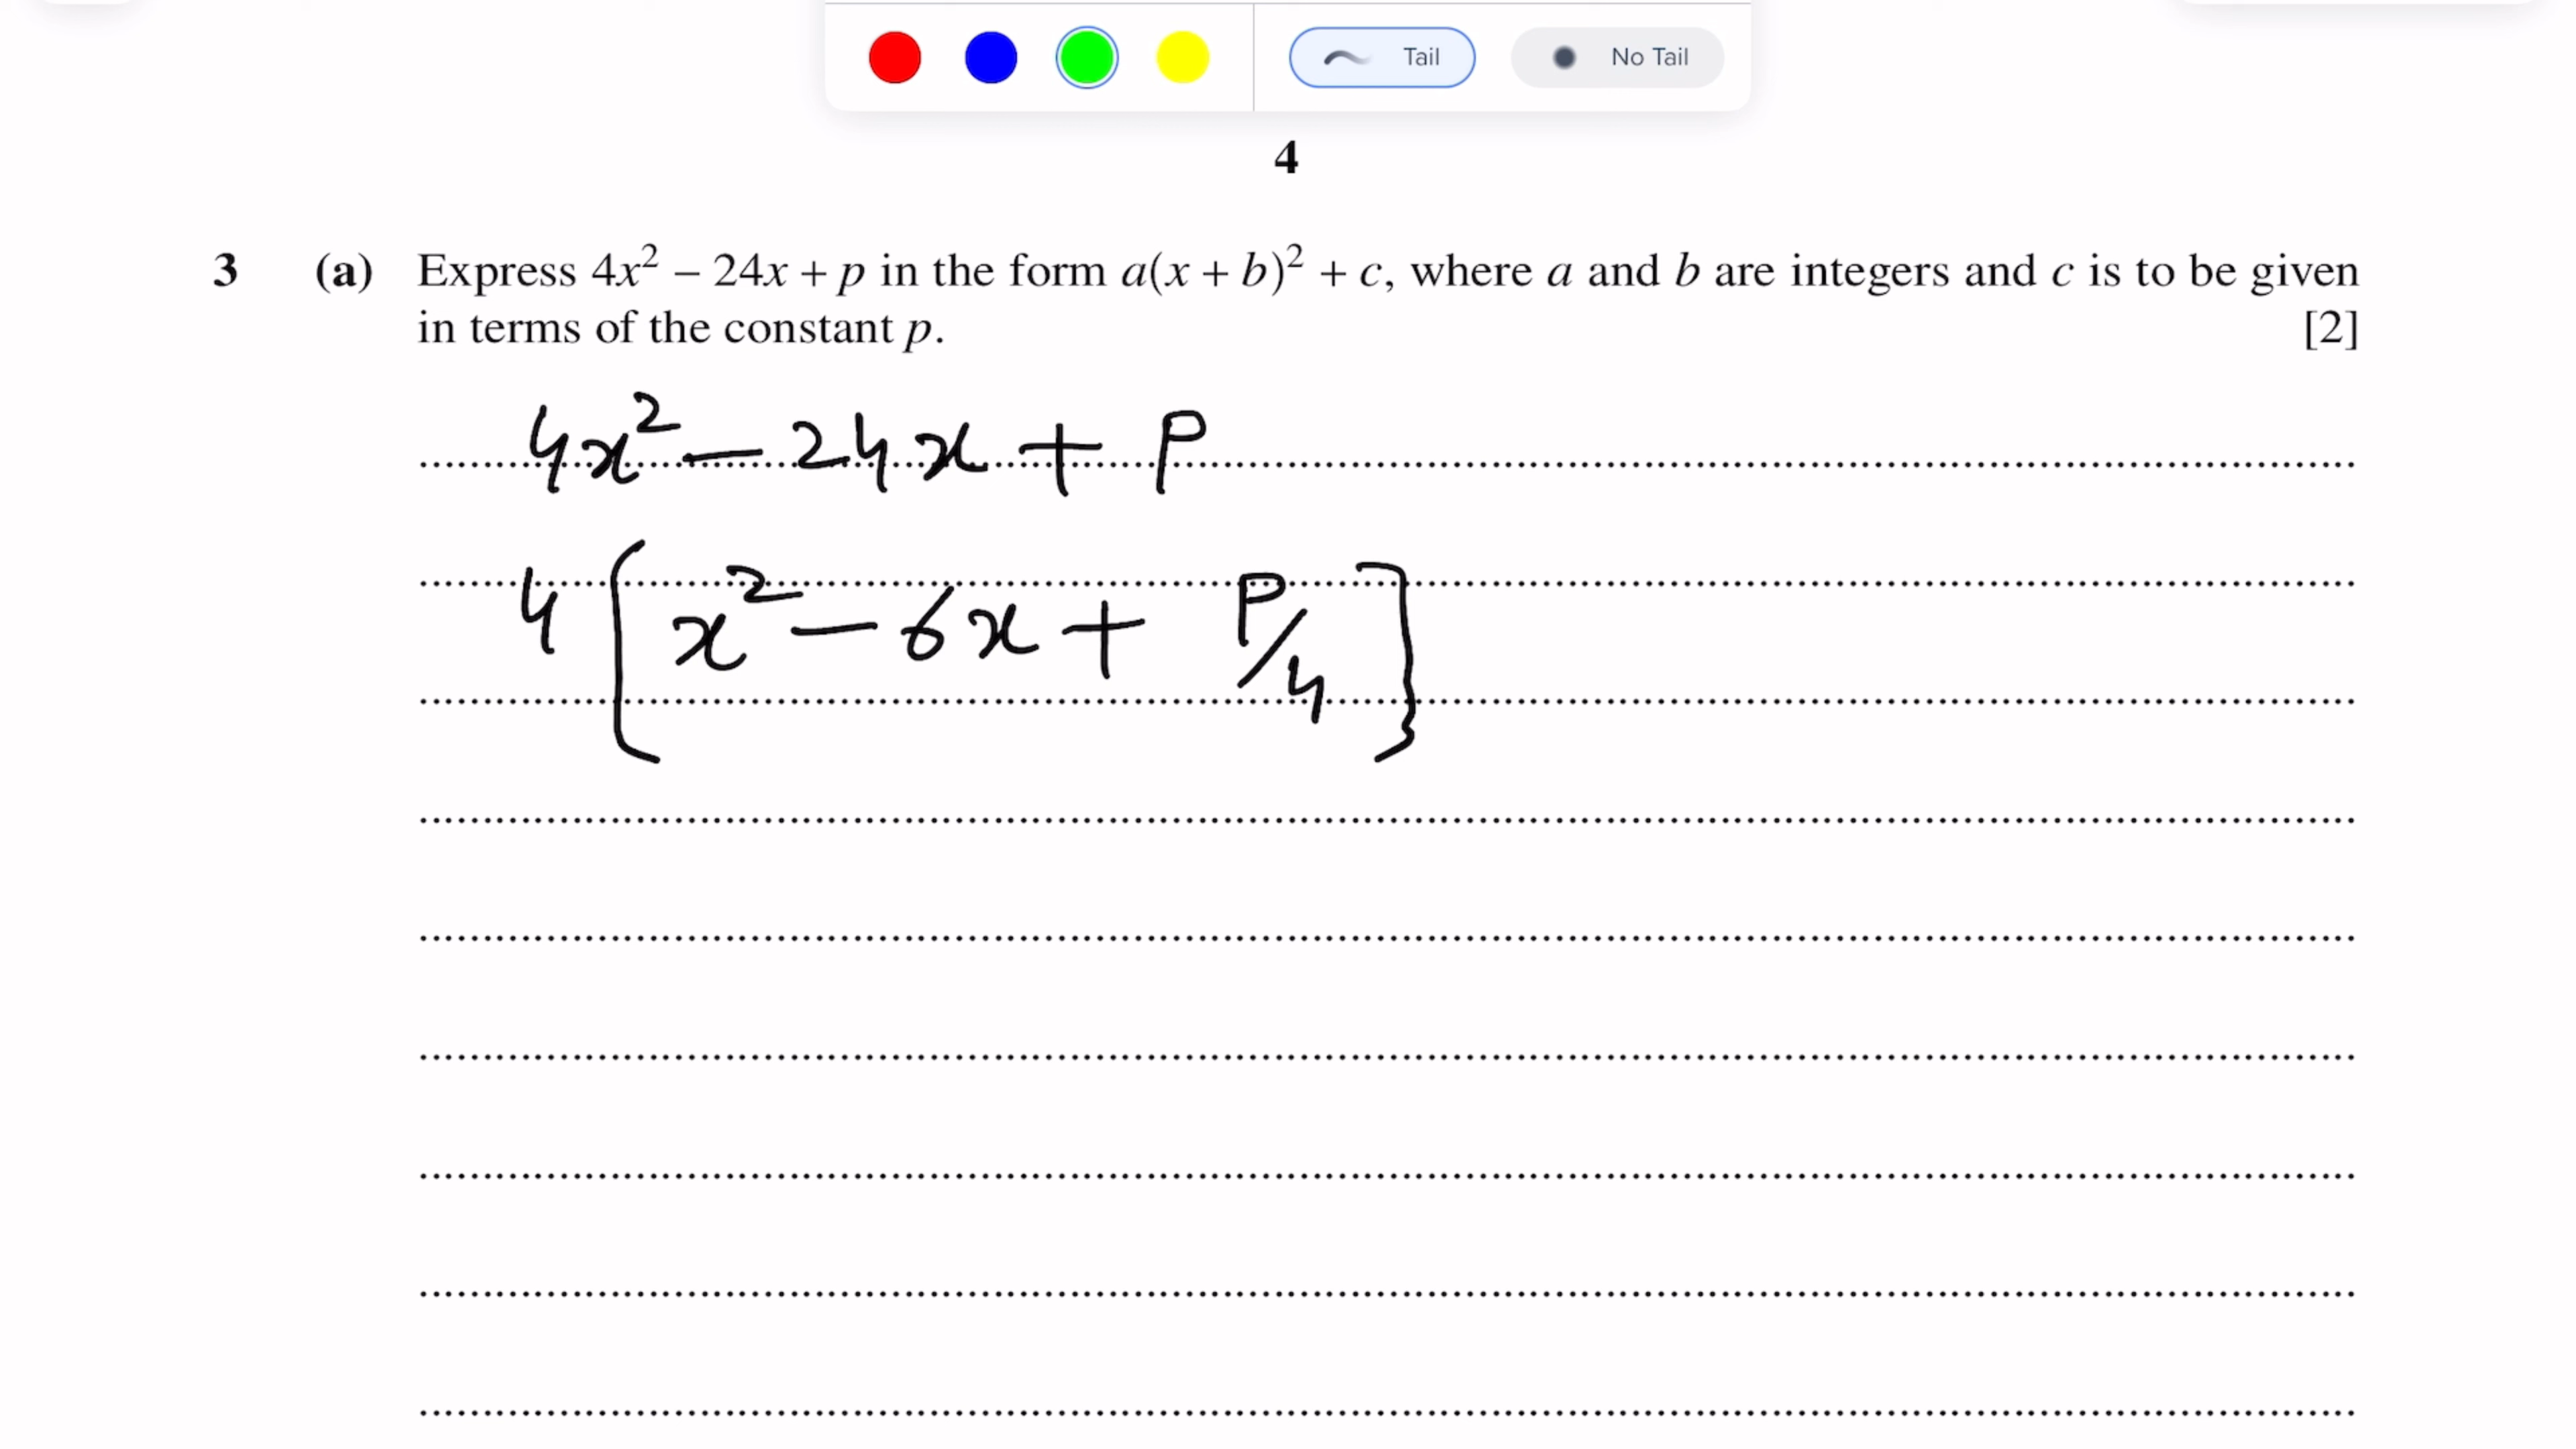 Tail No Tail
4
3 (a) Express 4x² – 24x + p in the form a(x + b)² + c, where a and b are integers and c is to be given
in terms of the constant p. [2]
4x² – 24x + P
4[x² – 6x + P/4]